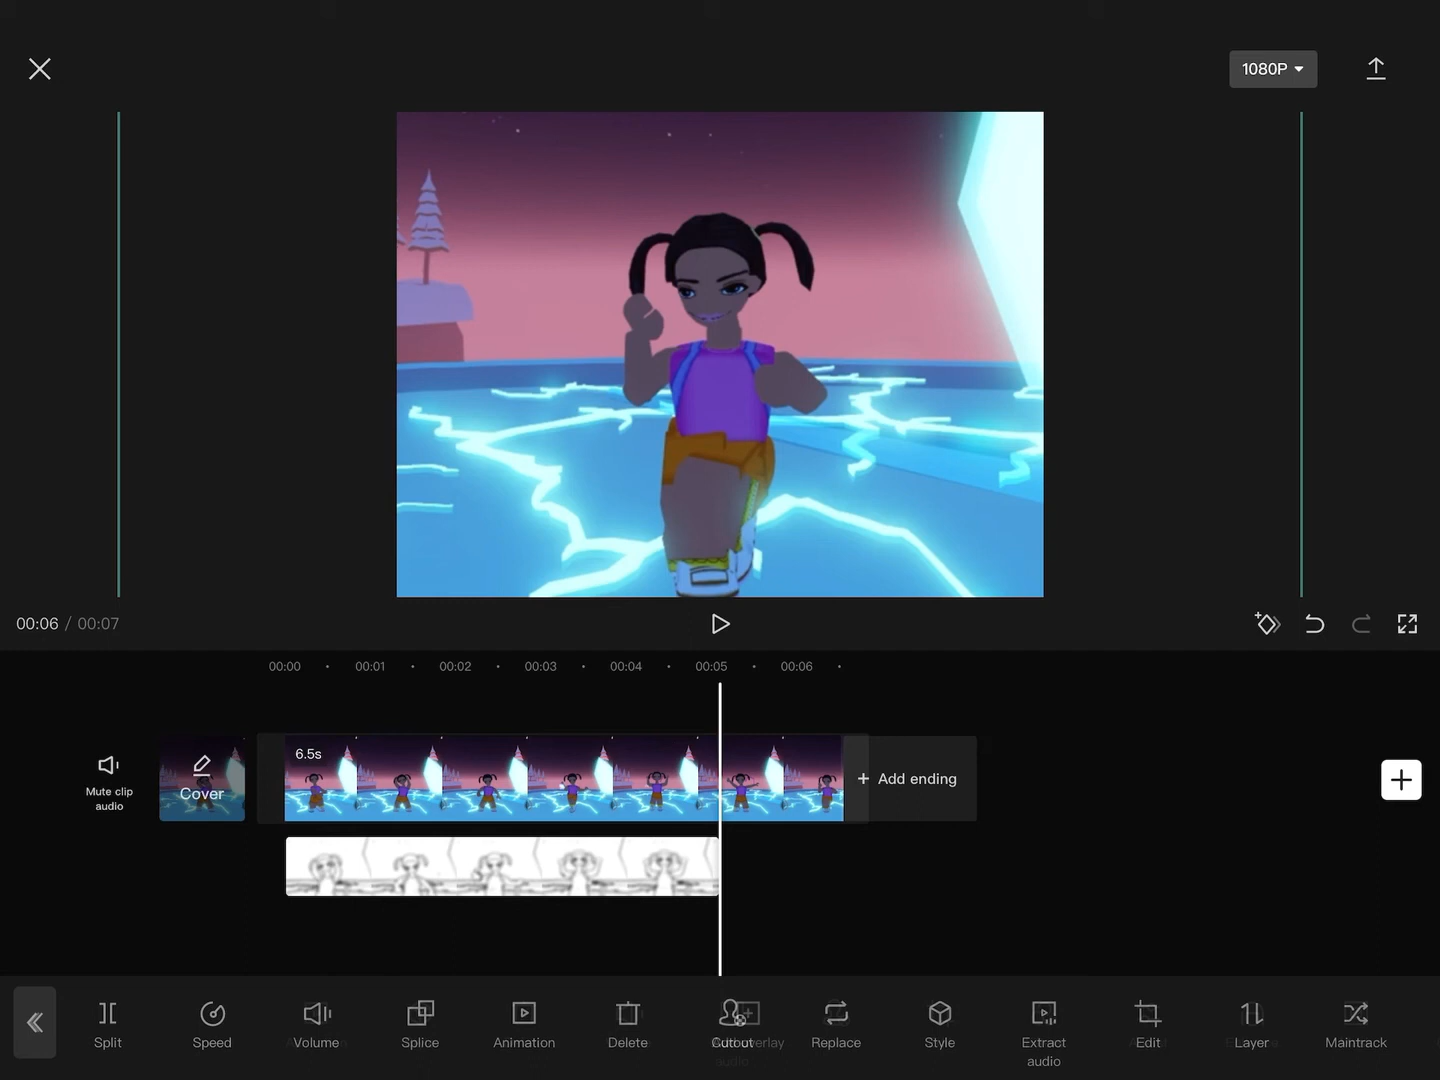 1080P
00:06 / 00:07
00:00 00:01 00:02 00:03 00:04 00:05 00:06
6.5s
Mute clip
audio
Cover
+ Add ending
Split Speed Volume Splice Animation Delete Cutout Replace Style Extract
audio Edit Layer Maintrack